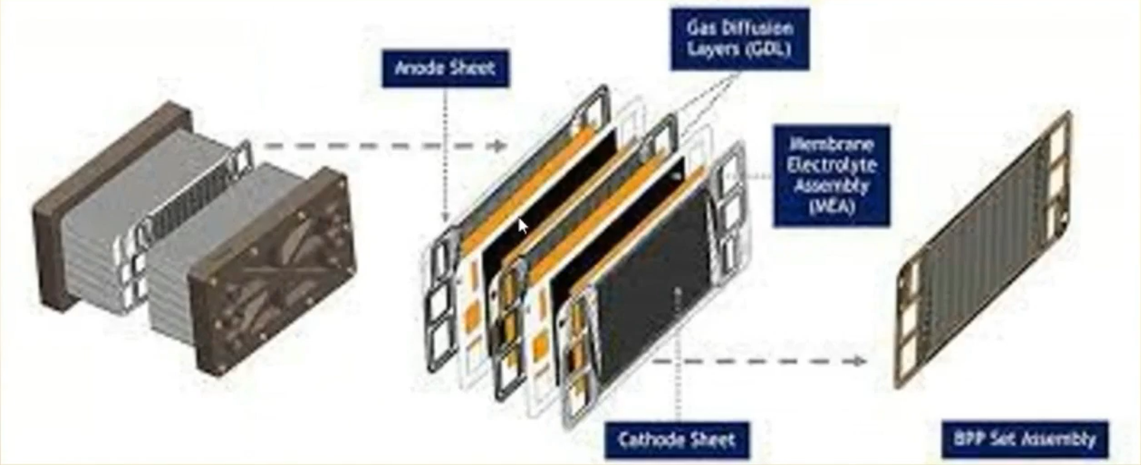 Gas Diffusion
Layers (GDL)
Anode Sheet
Membrane
Electrolyte
Assembly
(MEA)
Cathode Sheet
BPP Set Assembly